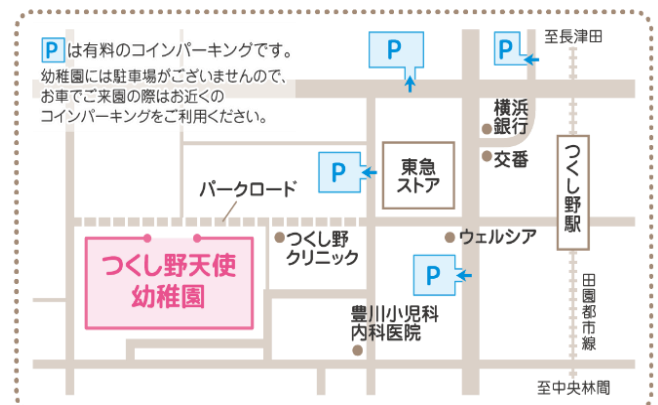 Pは有料のコインパーキングです。
幼稚園には駐車場がございませんので、
お車でご来園の際はお近くの
コインパーキングをご利用ください。
P
P
至長津田
横浜
銀行
交番
つくし野駅
P
東急
ストア
パークロード
つくし野
クリニック
ウェルシア
つくし野天使
幼稚園
P
田園都市線
豊川小児科
内科医院
至中央林間